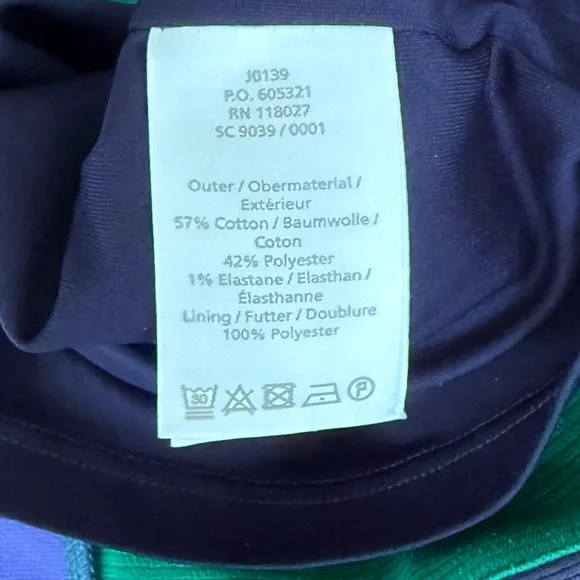 J0139
P.O. 605321
RN 118027
SC 9039 / 0001
Outer / Obermaterial /
Extérieur
57% Cotton / Baumwolle /
Coton
42% Polyester
1% Elastane / Elasthan /
Élasthanne
Lining / Futter / Doublure
100% Polyester
30 P